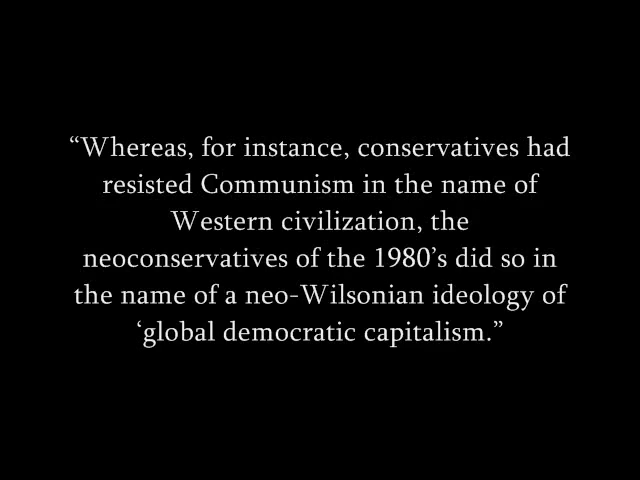 “Whereas, for instance, conservatives had
resisted Communism in the name of
Western civilization, the
neoconservatives of the 1980’s did so in
the name of a neo-Wilsonian ideology of
‘global democratic capitalism.”